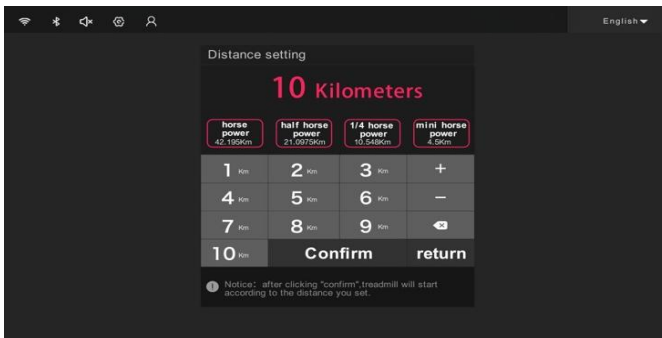 English
Distance setting
10 Kilometers
horse power 42.195Km
half horse power 21.0975Km
1/4 horse power 10.548Km
mini horse power 4.5Km
1 Km 2 Km 3 Km +
4 Km 5 Km 6 Km −
7 Km 8 Km 9 Km
10 Km Confirm return
Notice: after clicking "confirm",treadmill will start
according to the distance you set.